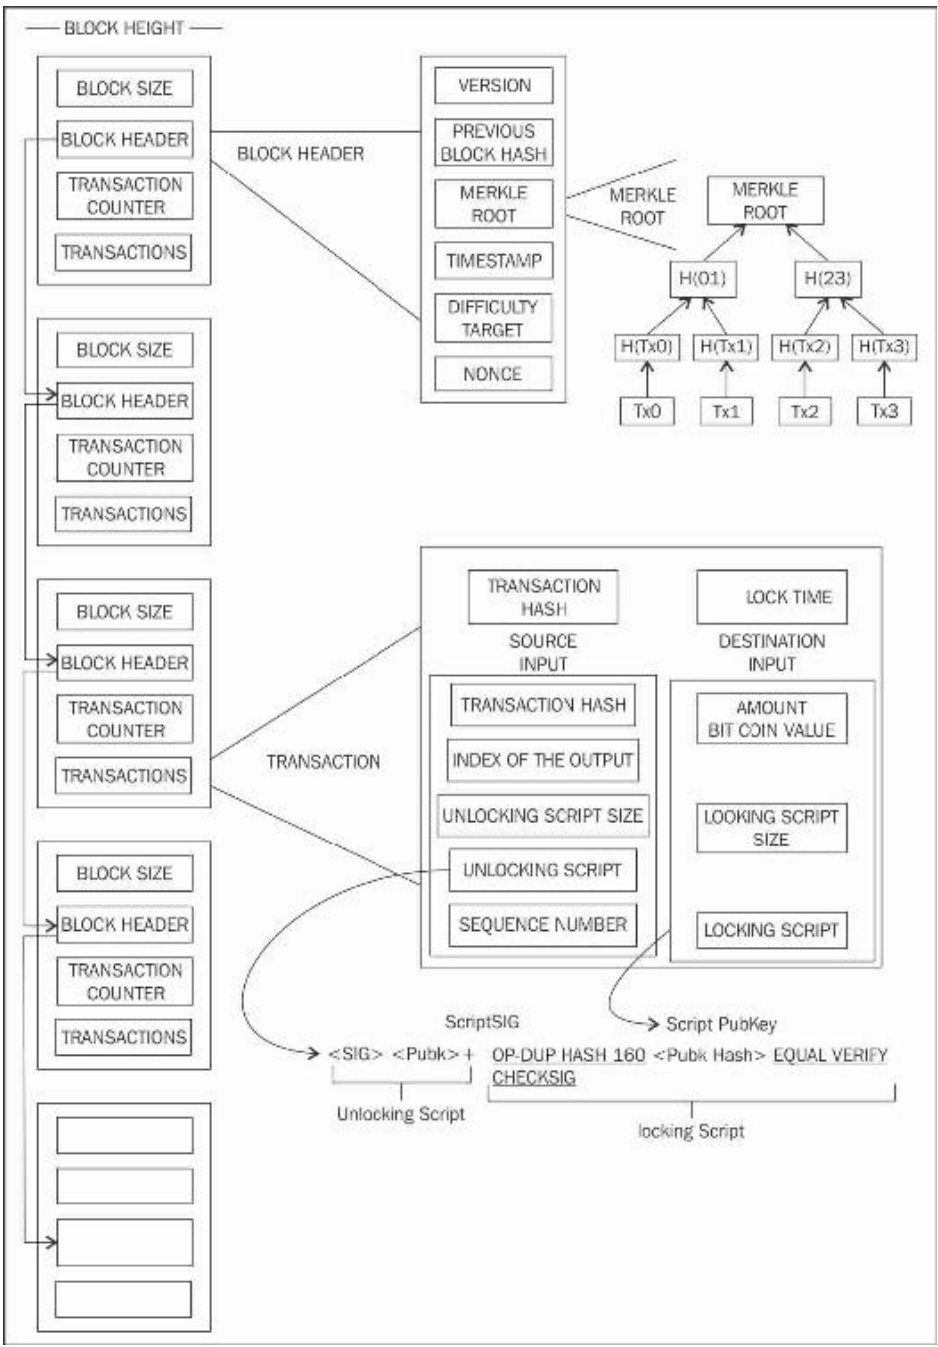 BLOCK HEIGHT
BLOCK SIZE
BLOCK HEADER
TRANSACTION
COUNTER
TRANSACTIONS
BLOCK HEADER
VERSION
PREVIOUS
BLOCK HASH
MERKLE
ROOT
TIMESTAMP
DIFFICULTY
TARGET
NONCE
MERKLE
ROOT
MERKLE
ROOT
H(01)
H(23)
H(Tx0)
H(Tx1)
H(Tx2)
H(Tx3)
Tx0
Tx1
Tx2
Tx3
BLOCK SIZE
BLOCK HEADER
TRANSACTION
COUNTER
TRANSACTIONS
BLOCK SIZE
BLOCK HEADER
TRANSACTION
COUNTER
TRANSACTIONS
TRANSACTION
TRANSACTION
HASH
LOCK TIME
SOURCE
INPUT
DESTINATION
INPUT
TRANSACTION HASH
INDEX OF THE OUTPUT
UNLOCKING SCRIPT SIZE
UNLOCKING SCRIPT
SEQUENCE NUMBER
AMOUNT
BIT COIN VALUE
LOOKING SCRIPT
SIZE
LOCKING SCRIPT
BLOCK SIZE
BLOCK HEADER
TRANSACTION
COUNTER
TRANSACTIONS
ScriptSIG
Script PubKey
<SIG> <Pubk>+ OP-DUP HASH 160 <Pubk Hash> EQUAL VERIFY
CHECKSIG
Unlocking Script
locking Script